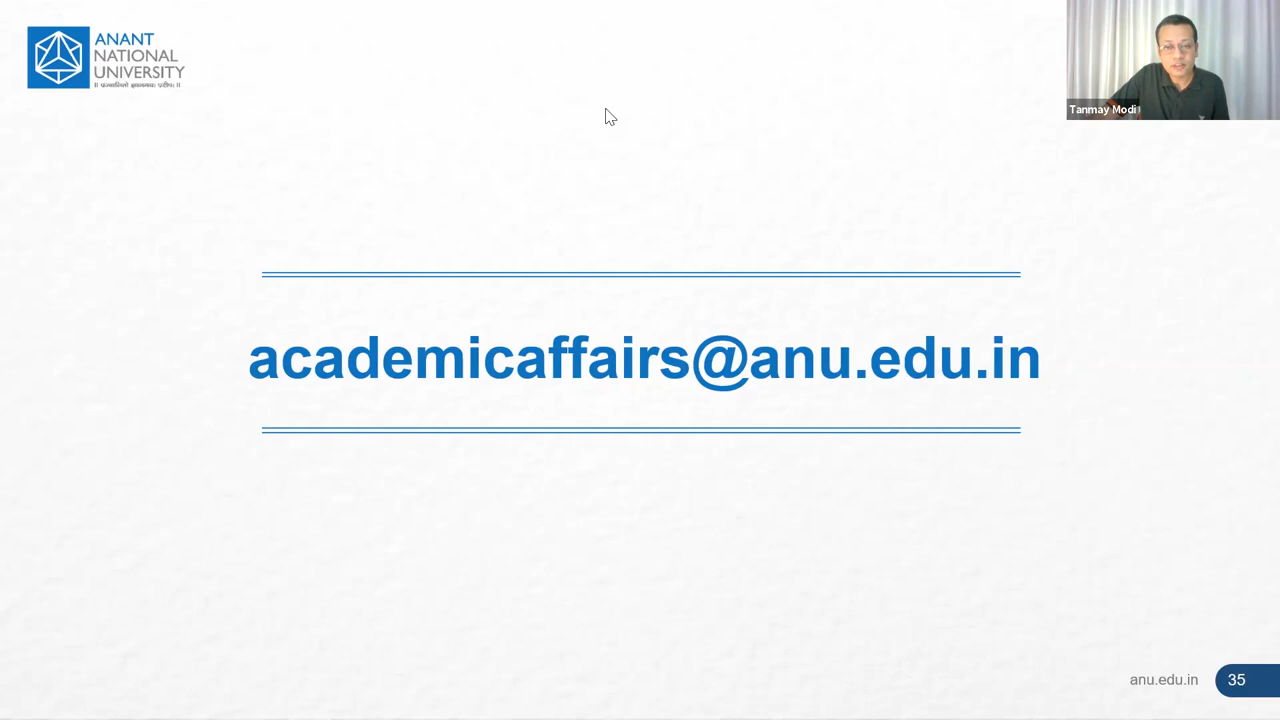 ANANT
NATIONAL
UNIVERSITY
Tanmay Modi
academicaffairs@anu.edu.in
anu.edu.in
35